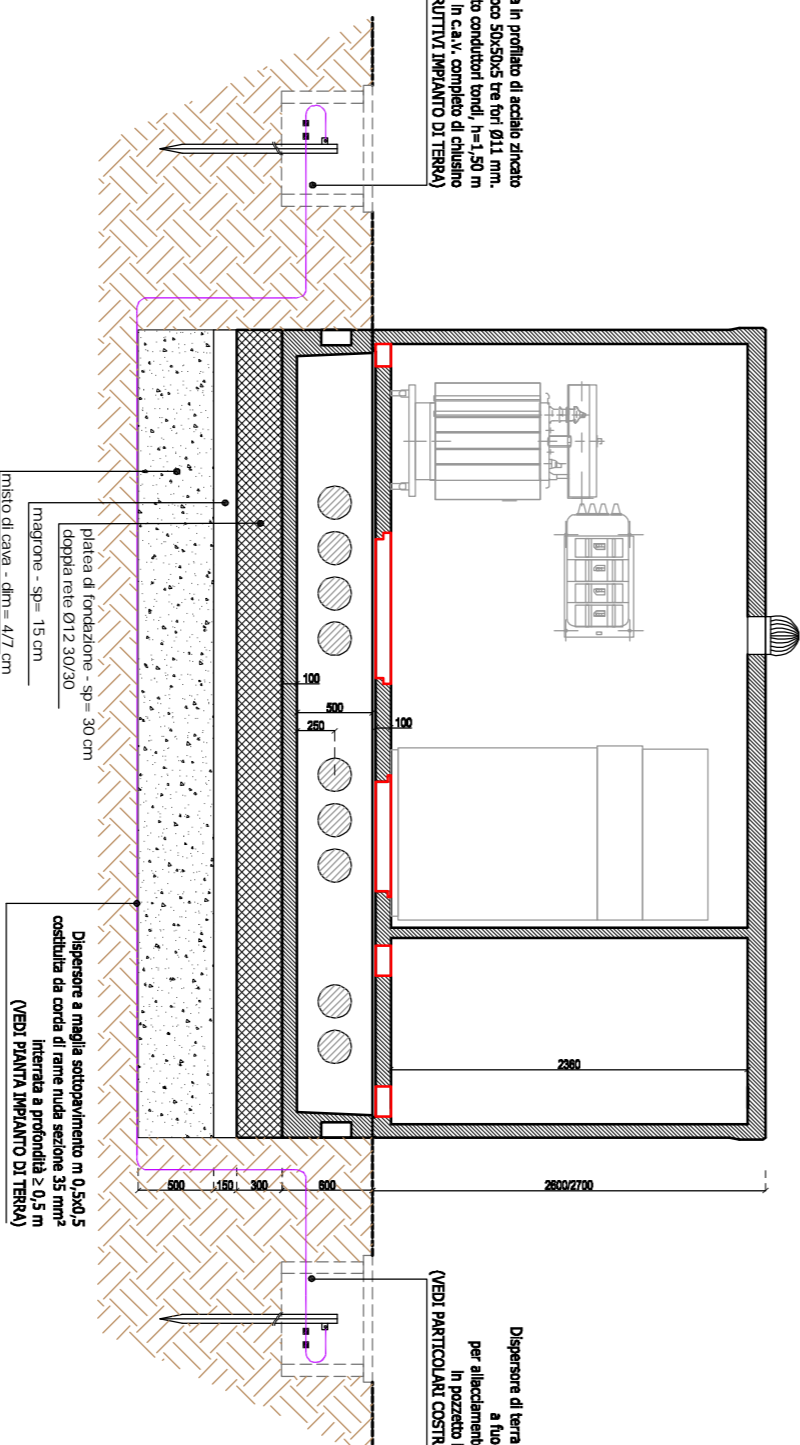 a in profilato di acciaio zincato
oco 50x50x5 tre fori Ø11 mm.
to conduttori tondi, h=1,50 m
in c.a.v. completo di chiusino
RUTTIVI IMPIANTO DI TERRA)
platea di fondazione - sp= 30 cm
doppia rete Ø12 30/30
magrone - sp= 15 cm
misto di cava - dim= 4/7 cm
100
500
250
100
2360
Dispersore a maglia sottopavimento m 0,5x0,5
costituita da corda di rame nuda sezione 35 mm²
interrata a profondità ≥ 0,5 m
(VEDI PIANTA IMPIANTO DI TERRA)
500
150
300
600
2600/2700
Dispersore di terra
a fuo
per allacciament
in pozzetto
(VEDI PARTICOLARI COSTR